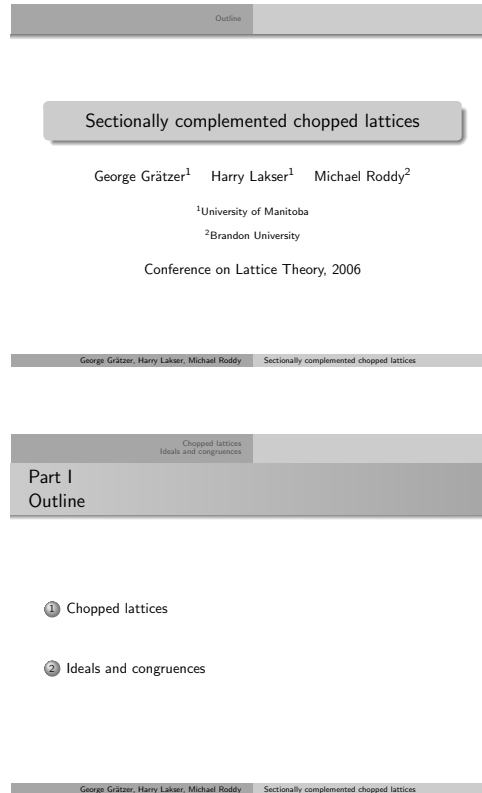 Outline
Sectionally complemented chopped lattices
George Grätzer¹ Harry Lakser¹ Michael Roddy²
¹University of Manitoba
²Brandon University
Conference on Lattice Theory, 2006
George Grätzer, Harry Lakser, Michael Roddy Sectionally complemented chopped lattices
Chopped lattices
Ideals and congruences
Part I
Outline
1 Chopped lattices
2 Ideals and congruences
George Grätzer, Harry Lakser, Michael Roddy Sectionally complemented chopped lattices